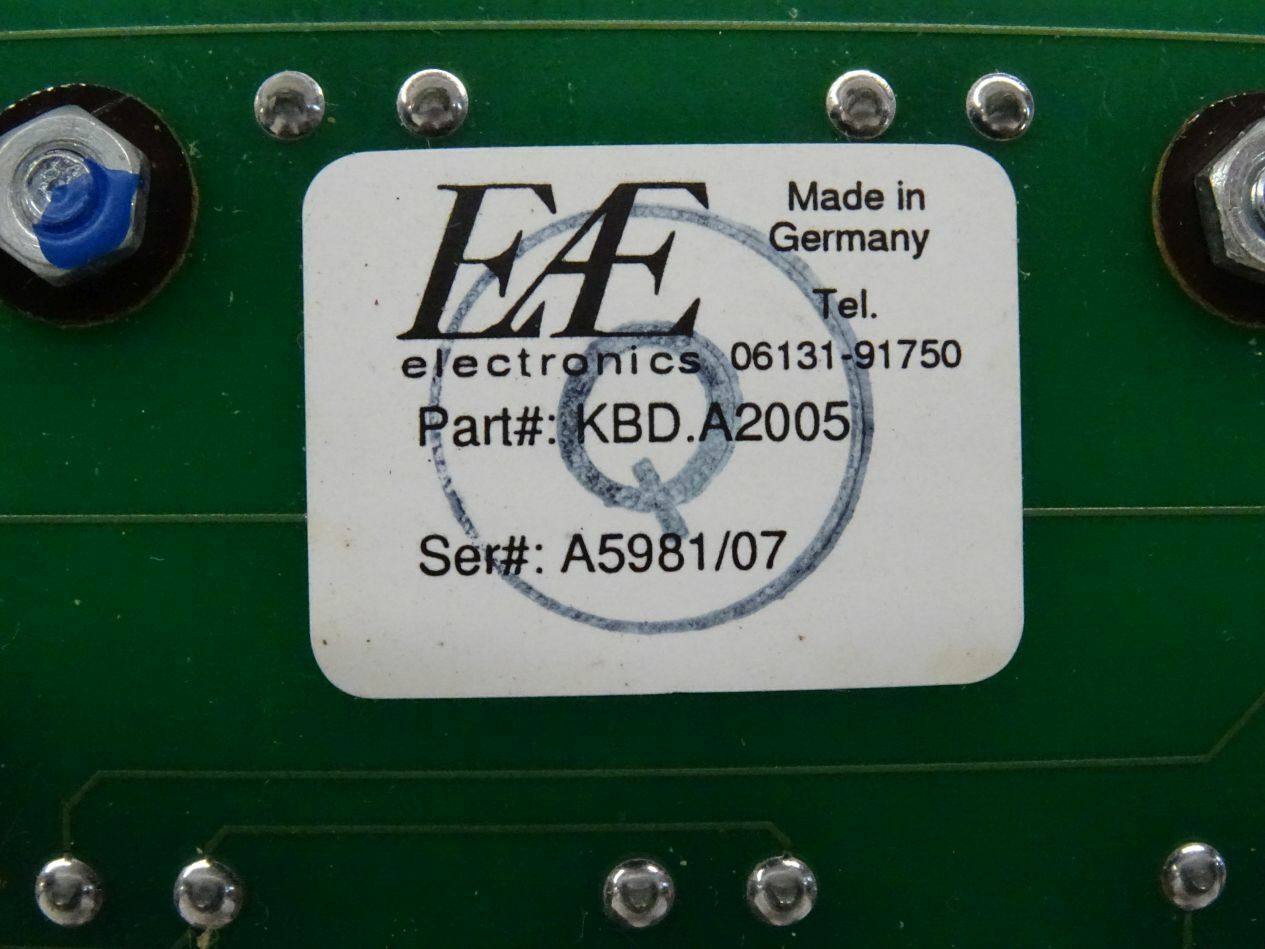 EAE
Made in
Germany
Tel.
electronics 06131-91750
Part#: KBD.A2005
Q
Ser#: A5981/07